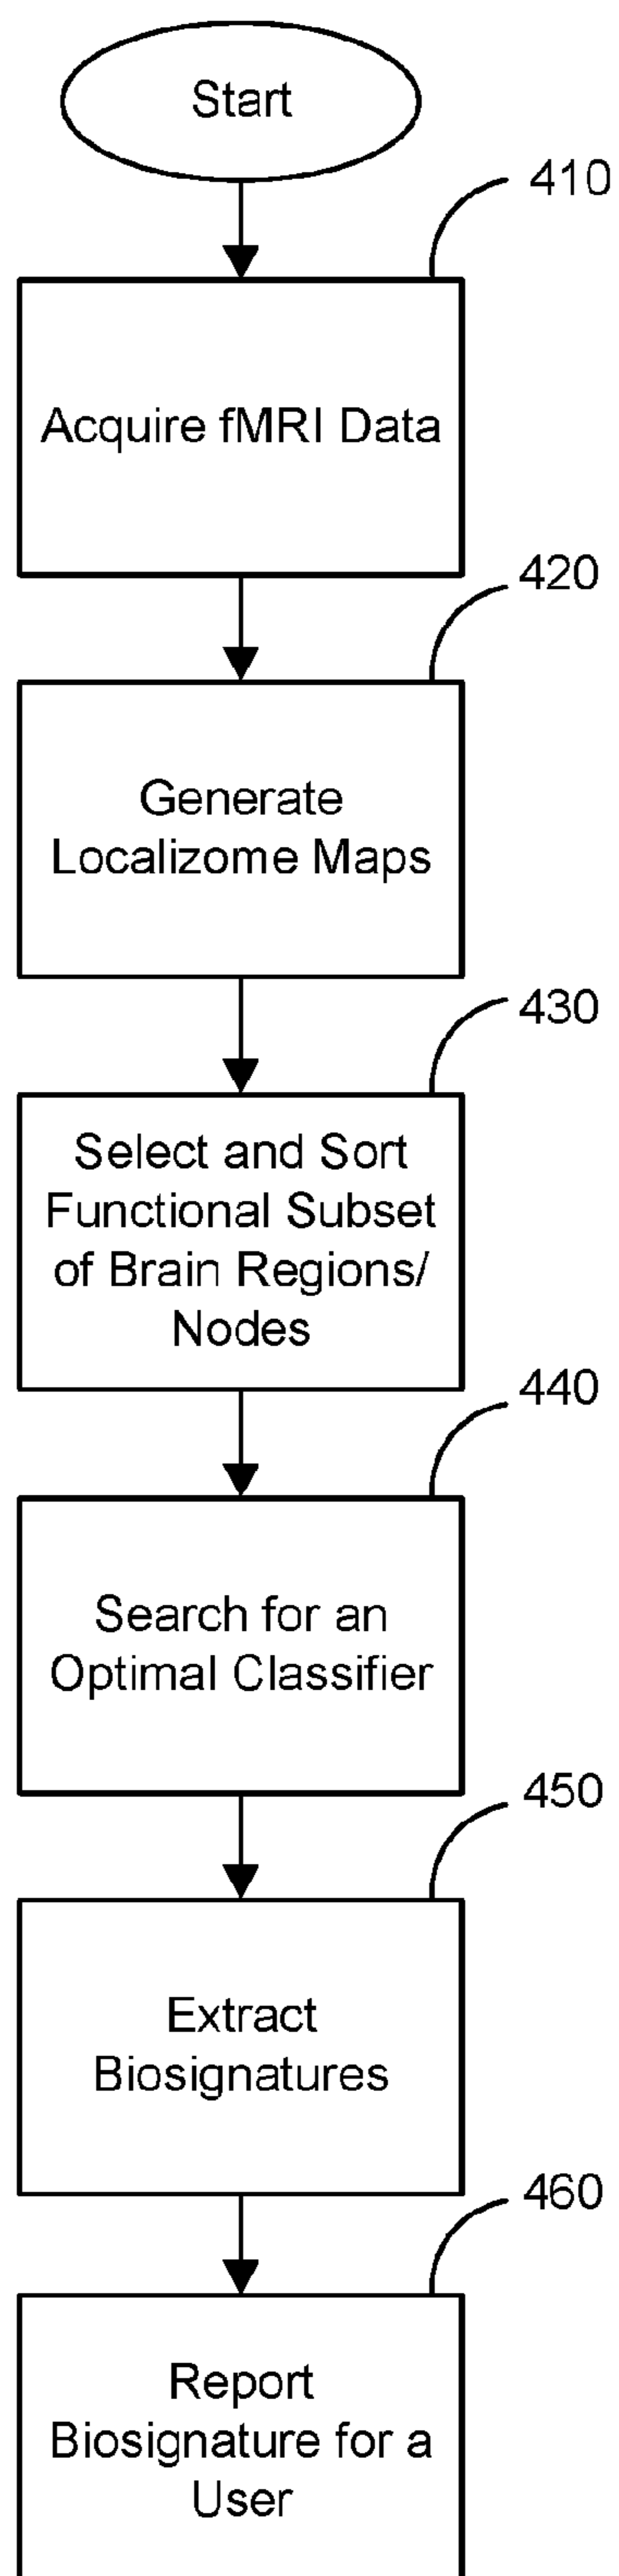 Start
410
Acquire fMRI Data
420
Generate
Localizome Maps
430
Select and Sort
Functional Subset
of Brain Regions/
Nodes
440
Search for an
Optimal Classifier
450
Extract
Biosignatures
460
Report
Biosignature for a
User